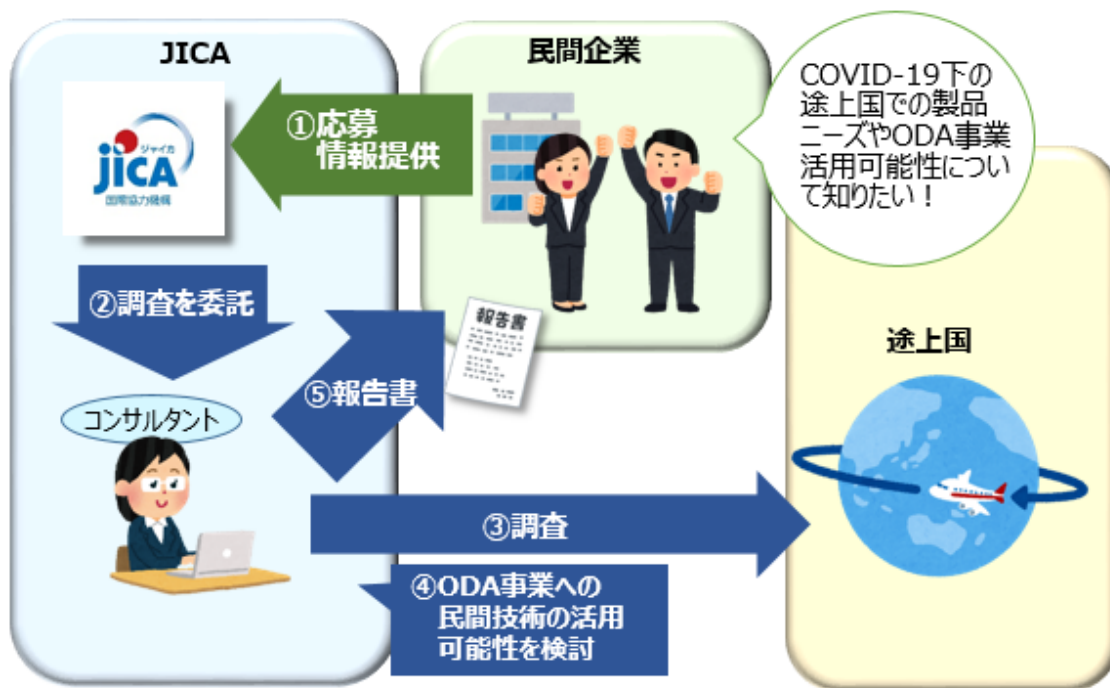 JICA
ジャイカ
jICA
国際協力機構
民間企業
COVID-19下の
途上国での製品
ニーズやODA事業
活用可能性につい
て知りたい！
①応募
情報提供
②調査を委託
コンサルタント
⑤報告書
報告書
③調査
④ODA事業への
民間技術の活用
可能性を検討
途上国